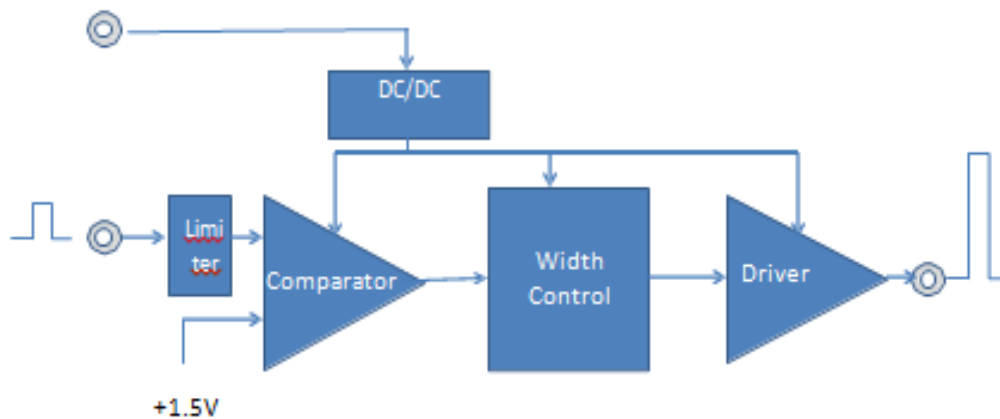 DC/DC
Limi
ter
Comparator
Width
Control
Driver
+1.5V